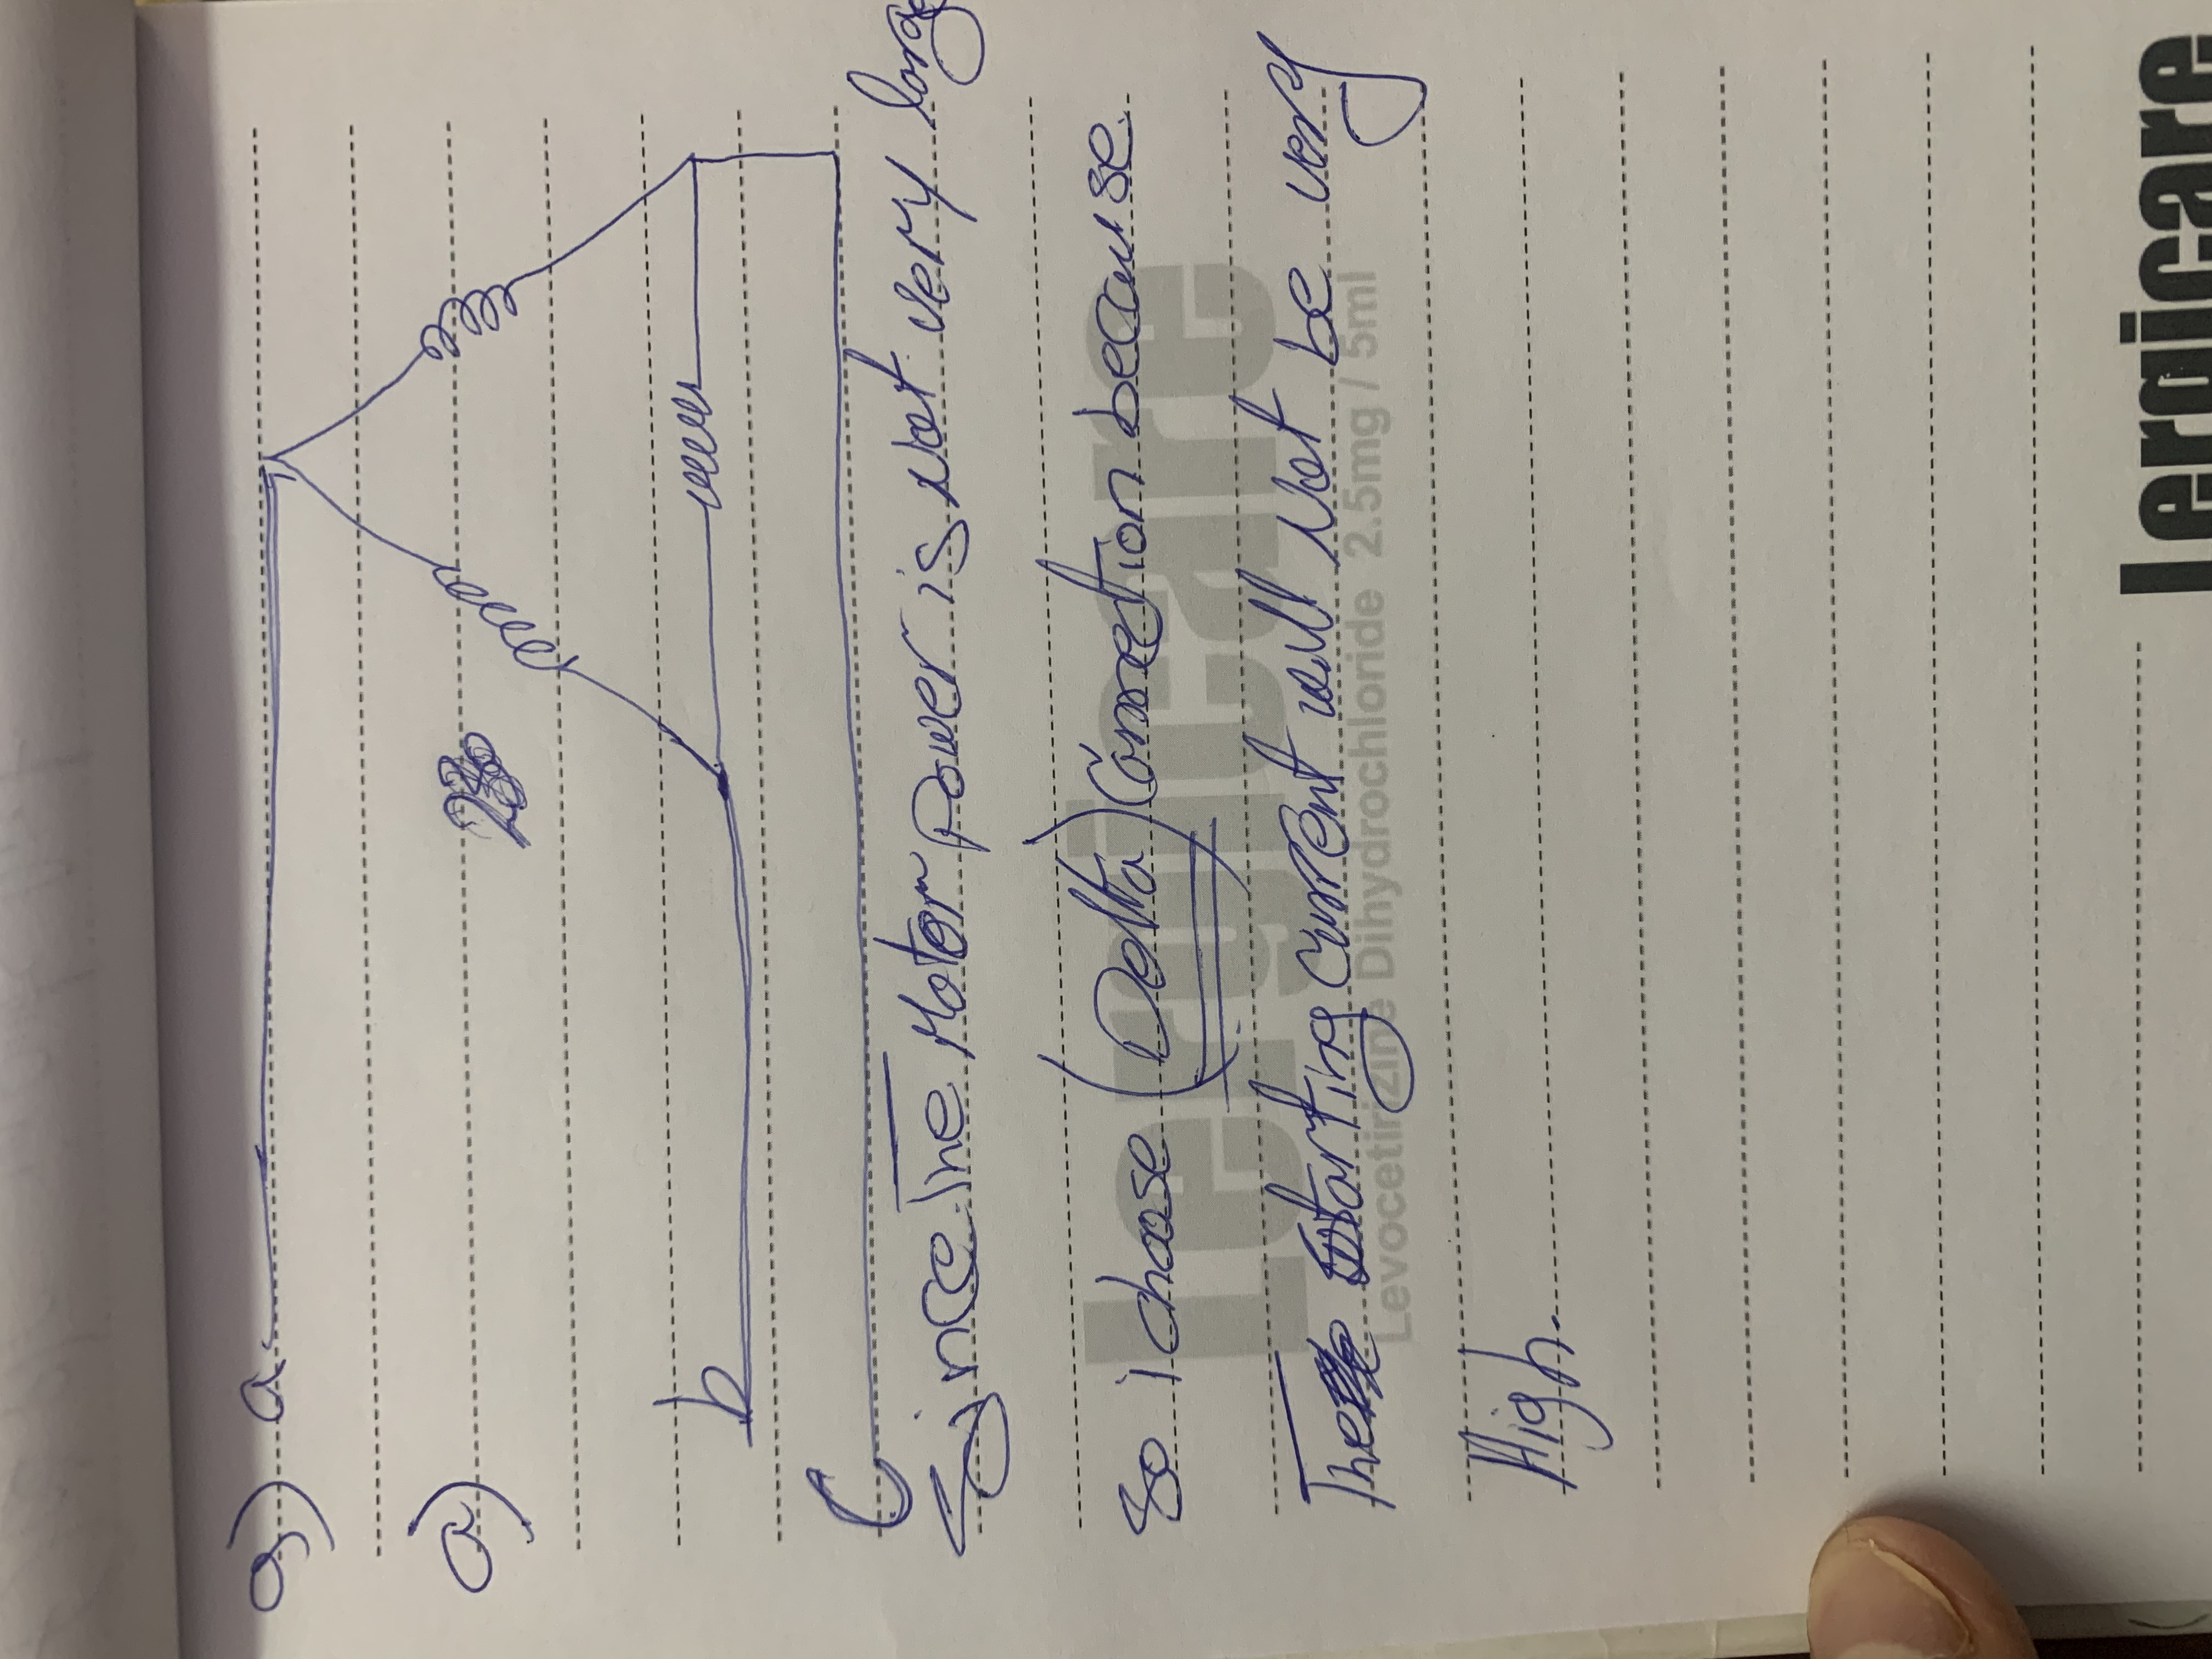 9) a
a)
b
C
Since The Motor power is Not very large
So i choose (Delta) Connection because
The starting current will Not be very
High.
Lergicare
Levocetirizine Dihydrochloride 2.5mg / 5ml
Lergicare